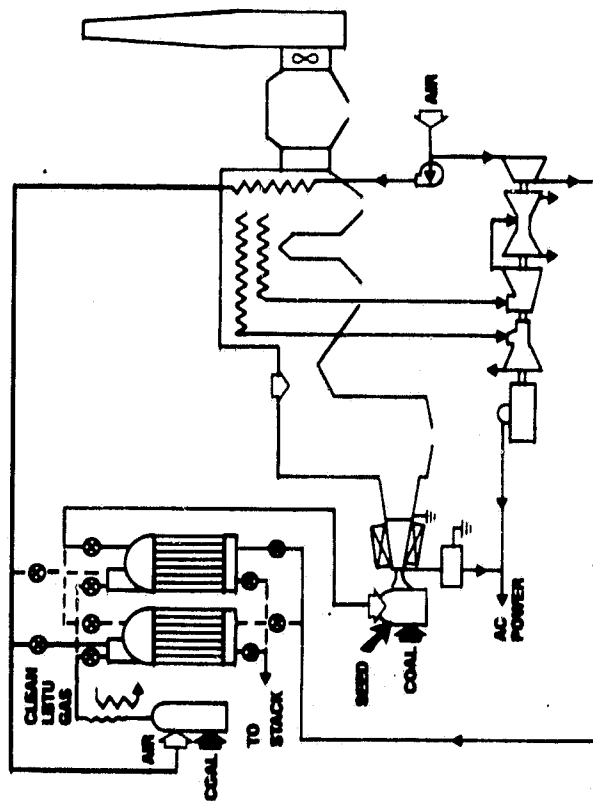 CLEAN
LBTU
GAS
AIR
COAL
TO
STACK
SEED
COAL
AC
POWER
AIR